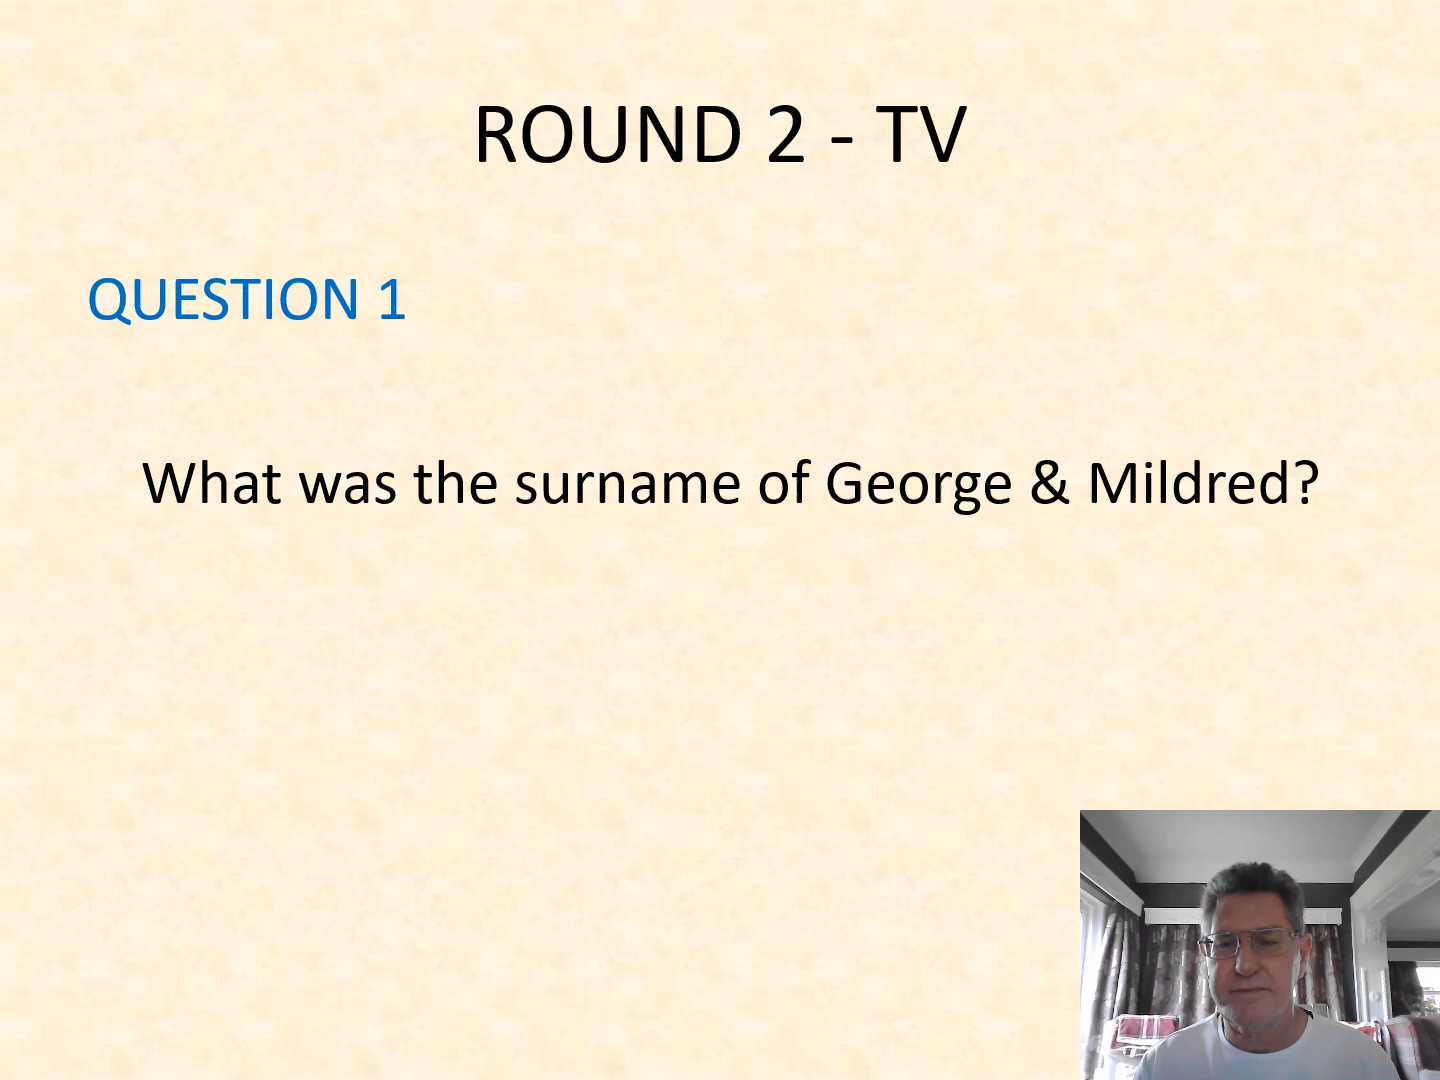 ROUND 2 - TV
QUESTION 1
What was the surname of George & Mildred?